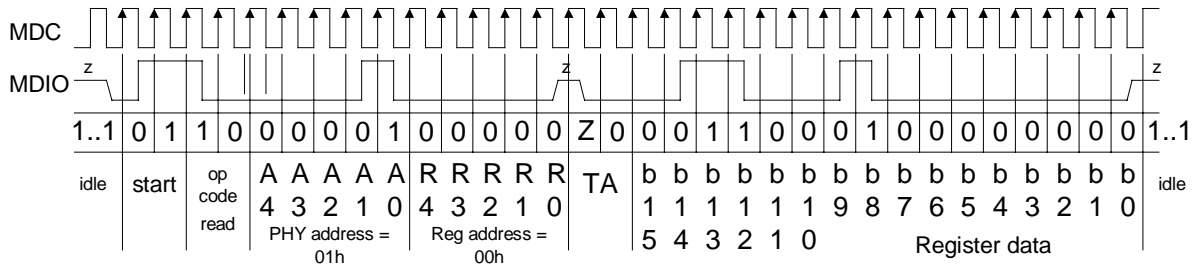 MDC
z z z
MDIO
1..1 0 1 1 0 0 0 0 0 1 0 0 0 0 0 Z 0 0 0 1 1 0 0 0 1 0 0 0 0 0 0 0 0 1..1
idle start op code read A4 A3 A2 A1 A0 R4 R3 R2 R1 R0 TA b15 b14 b13 b12 b11 b10 b9 b8 b7 b6 b5 b4 b3 b2 b1 b0 idle
PHY address = Reg address =
01h 00h Register data